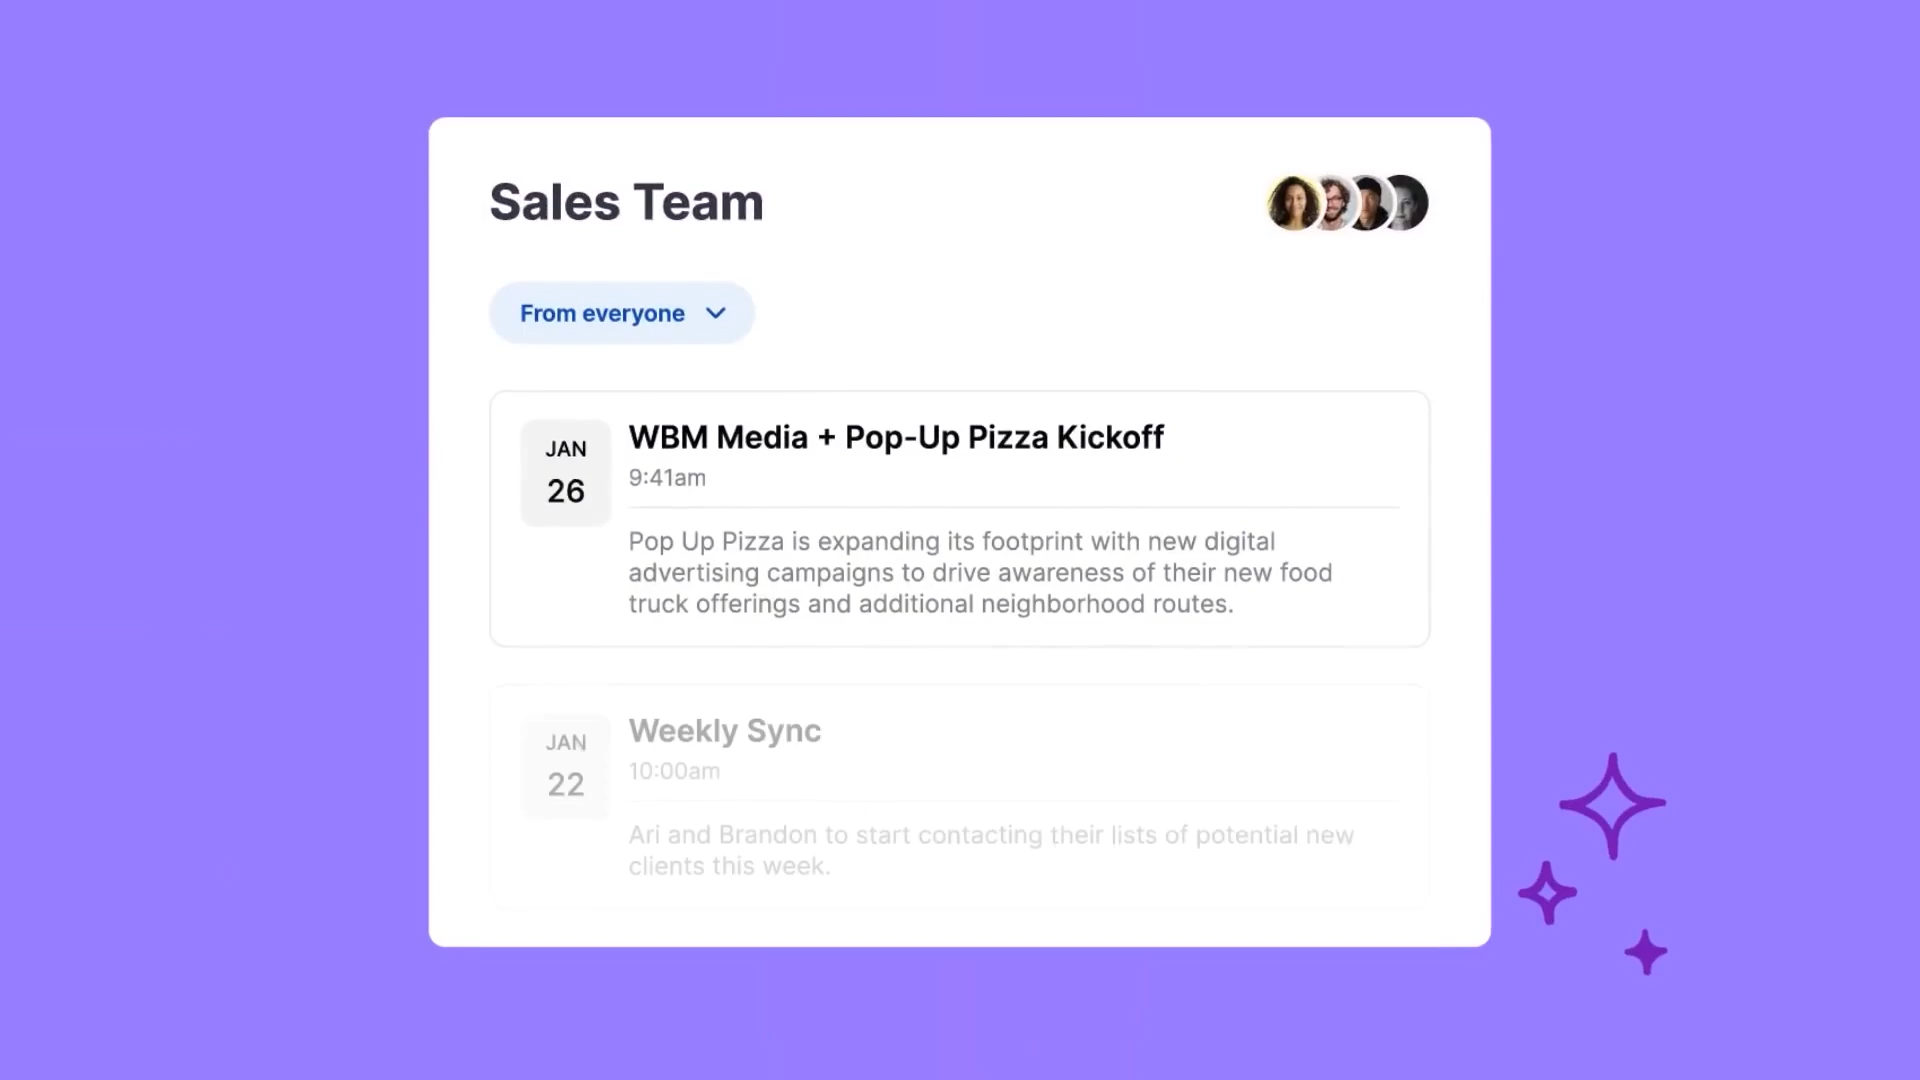 Sales Team
From everyone
JAN
26
WBM Media + Pop-Up Pizza Kickoff
9:41am
Pop Up Pizza is expanding its footprint with new digital
advertising campaigns to drive awareness of their new food
truck offerings and additional neighborhood routes.
JAN
22
Weekly Sync
10:00am
Ari and Brandon to start contacting their lists of potential new
clients this week.